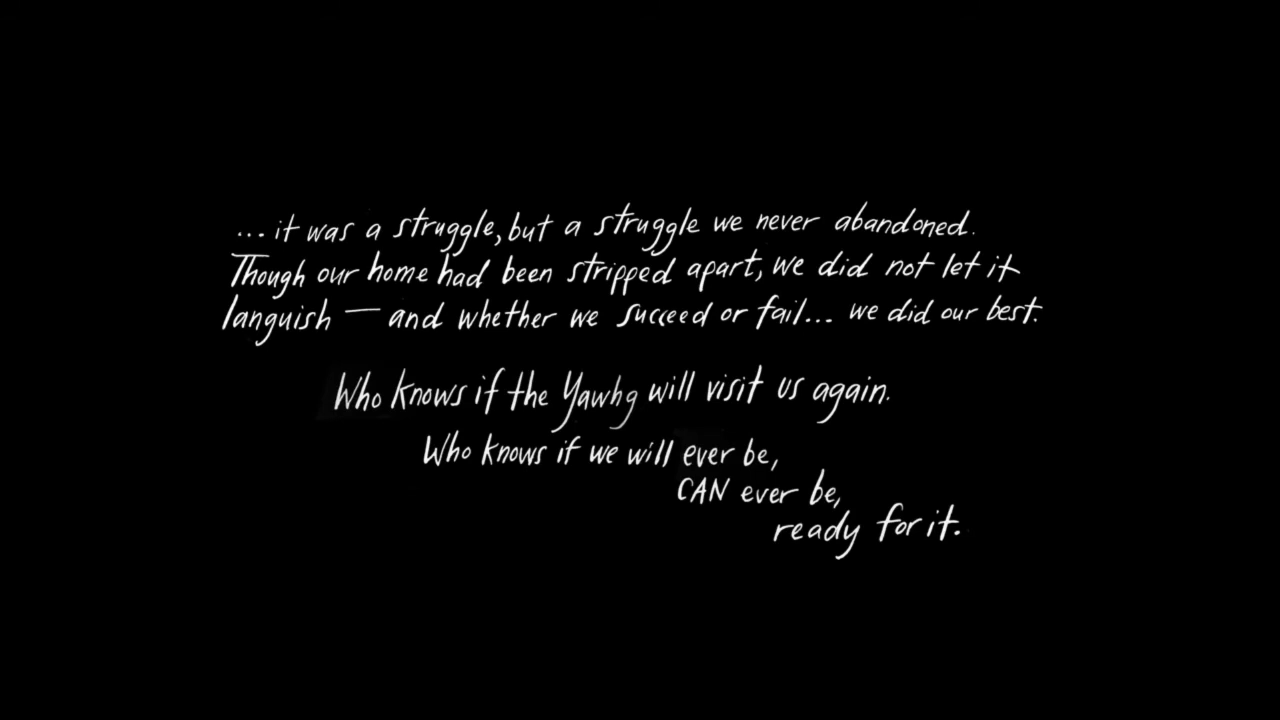 ...it was a struggle, but a struggle we never abandoned.
Though our home had been stripped apart, we did not let it
languish — and whether we succeed or fail... we did our best.
Who knows if the Yawhg will visit us again.
Who knows if we will ever be,
CAN ever be,
ready for it.